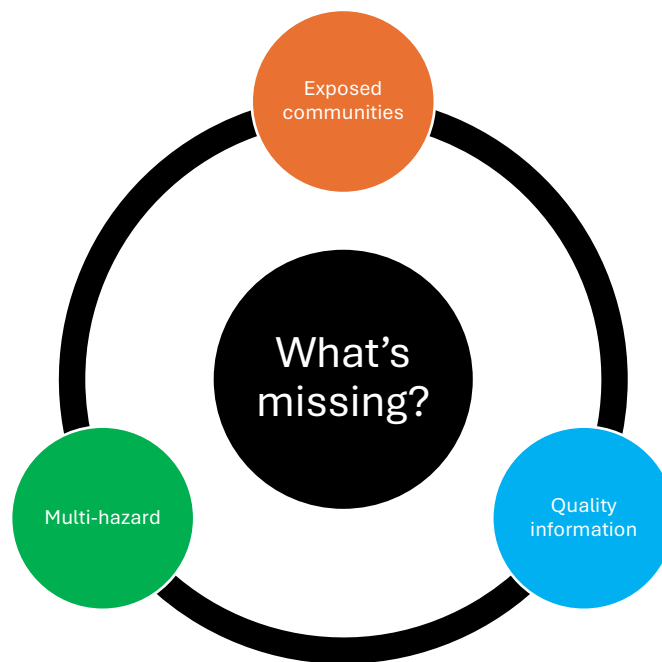 Exposed
communities
What’s
missing?
Multi-hazard
Quality
information